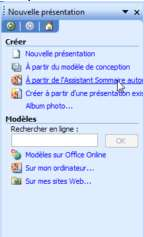 Nouvelle présentation
Créer
Nouvelle présentation
À partir du modèle de conception
À partir de l'Assistant Sommaire auto
Créer à partir d'une présentation exis
Album photo...
Modèles
Rechercher en ligne :
OK
Modèles sur Office Online
Sur mon ordinateur...
Sur mes sites Web...